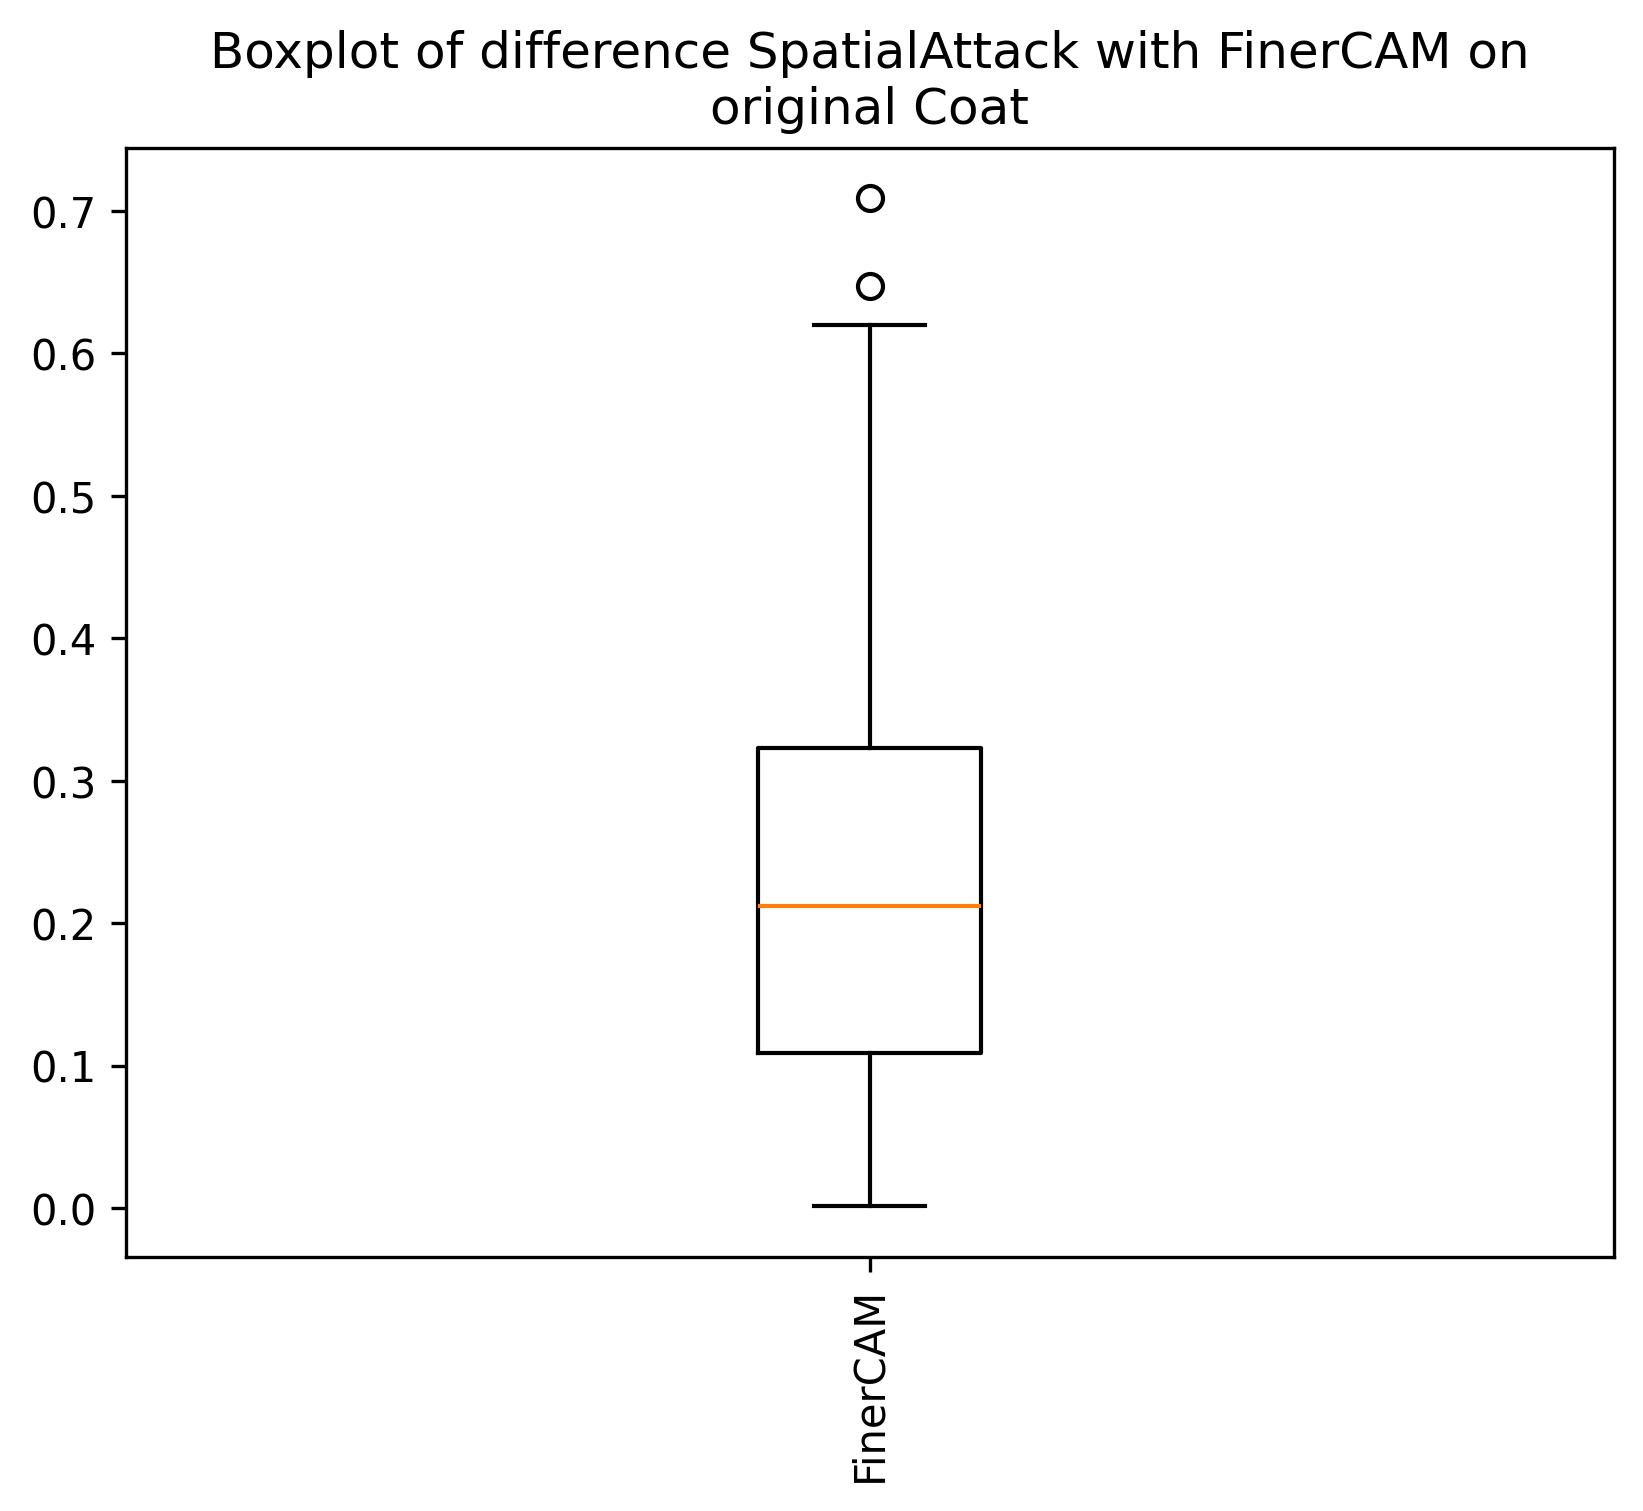 Boxplot of difference SpatialAttack with FinerCAM on
original Coat
0.7
0.6
0.5
0.4
0.3
0.2
0.1
0.0
FinerCAM